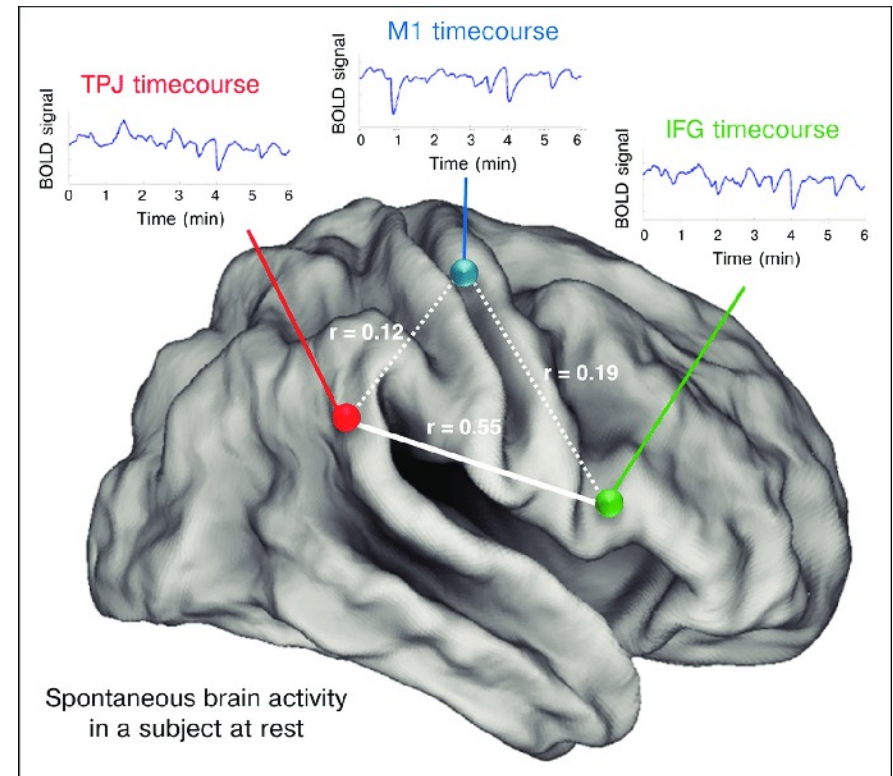 M1 timecourse
BOLD signal
0 1 2 3 4 5 6
Time (min)
TPJ timecourse
BOLD signal
0 1 2 3 4 5 6
Time (min)
IFG timecourse
BOLD signal
0 1 2 3 4 5 6
Time (min)
r = 0.12
r = 0.19
r = 0.55
Spontaneous brain activity
in a subject at rest